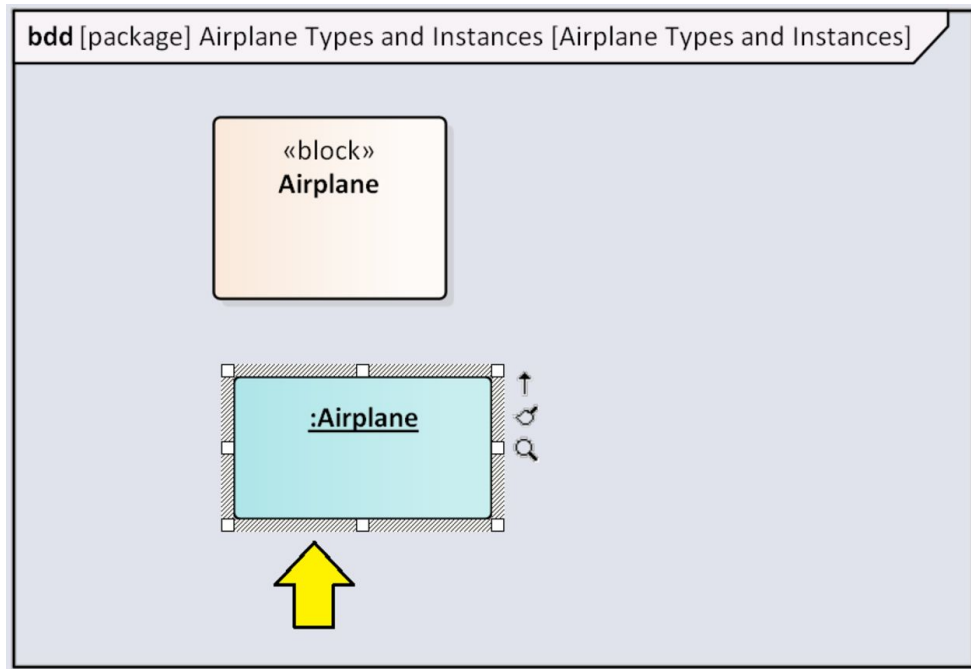 bdd [package] Airplane Types and Instances [Airplane Types and Instances]
«block»
Airplane
:Airplane